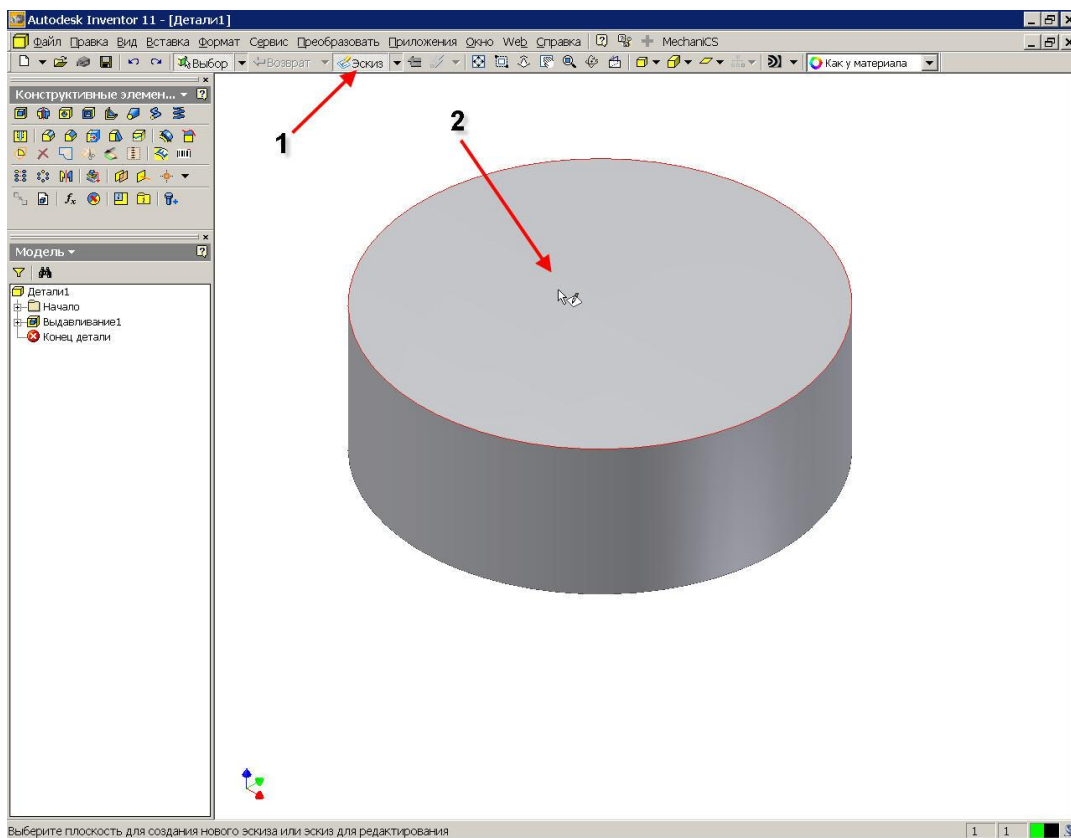 Autodesk Inventor 11 - [Детали1]
Файл Правка Вид Вставка Формат Сервис Преобразовать Приложения Окно Web Справка MechaniCS
Выбор Возврат Эскиз Как у материала
Конструктивные элемен...
1
2
Модель
Детали1
Начало
Выдавливание1
Конец детали
Выберите плоскость для создания нового эскиза или эскиз для редактирования 1 1